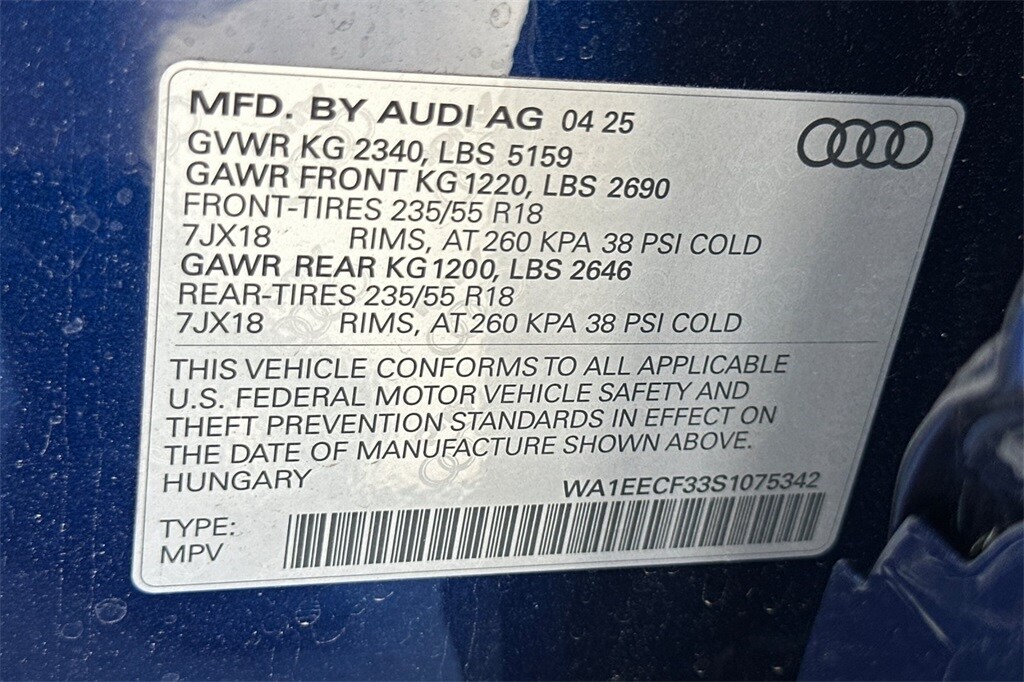 MFD. BY AUDI AG 04 25
GVWR KG 2340, LBS 5159
GAWR FRONT KG 1220, LBS 2690
FRONT-TIRES 235/55 R18
7JX18 RIMS, AT 260 KPA 38 PSI COLD
GAWR REAR KG 1200, LBS 2646
REAR-TIRES 235/55 R18
7JX18 RIMS, AT 260 KPA 38 PSI COLD
THIS VEHICLE CONFORMS TO ALL APPLICABLE
U.S. FEDERAL MOTOR VEHICLE SAFETY AND
THEFT PREVENTION STANDARDS IN EFFECT ON
THE DATE OF MANUFACTURE SHOWN ABOVE.
HUNGARY
WA1EECF33S1075342
TYPE:
MPV